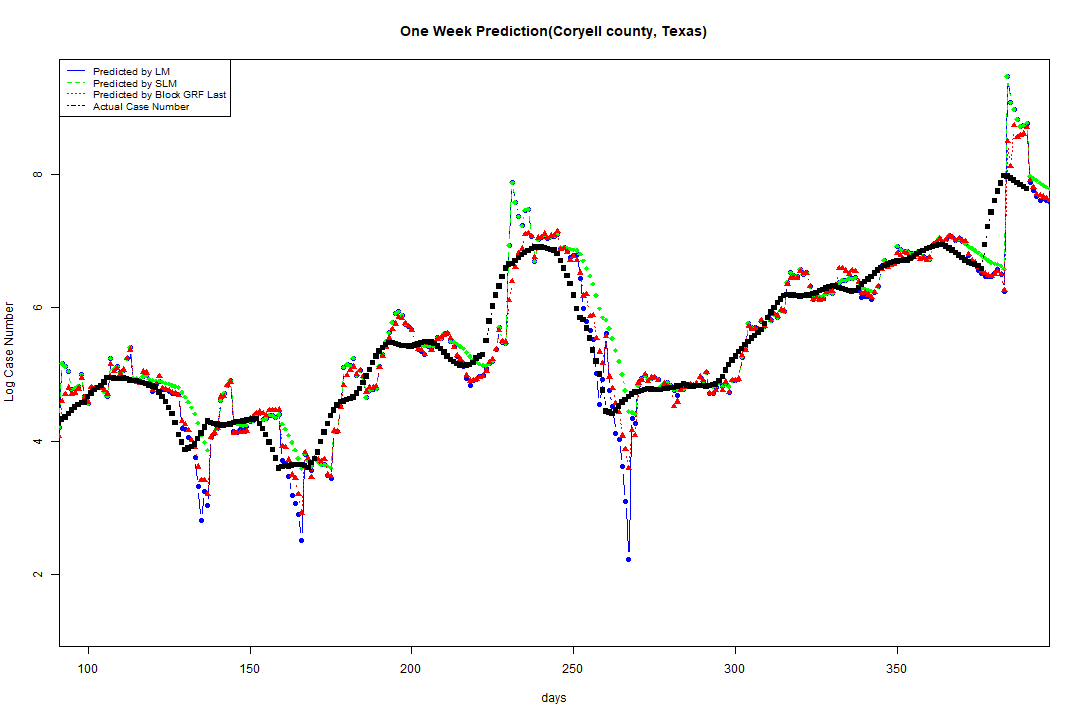 One Week Prediction(Coryell county, Texas)
Predicted by LM
Predicted by SLM
Predicted by Block GRF Last
Actual Case Number
Log Case Number
8
6
4
2
100 150 200 250 300 350
days